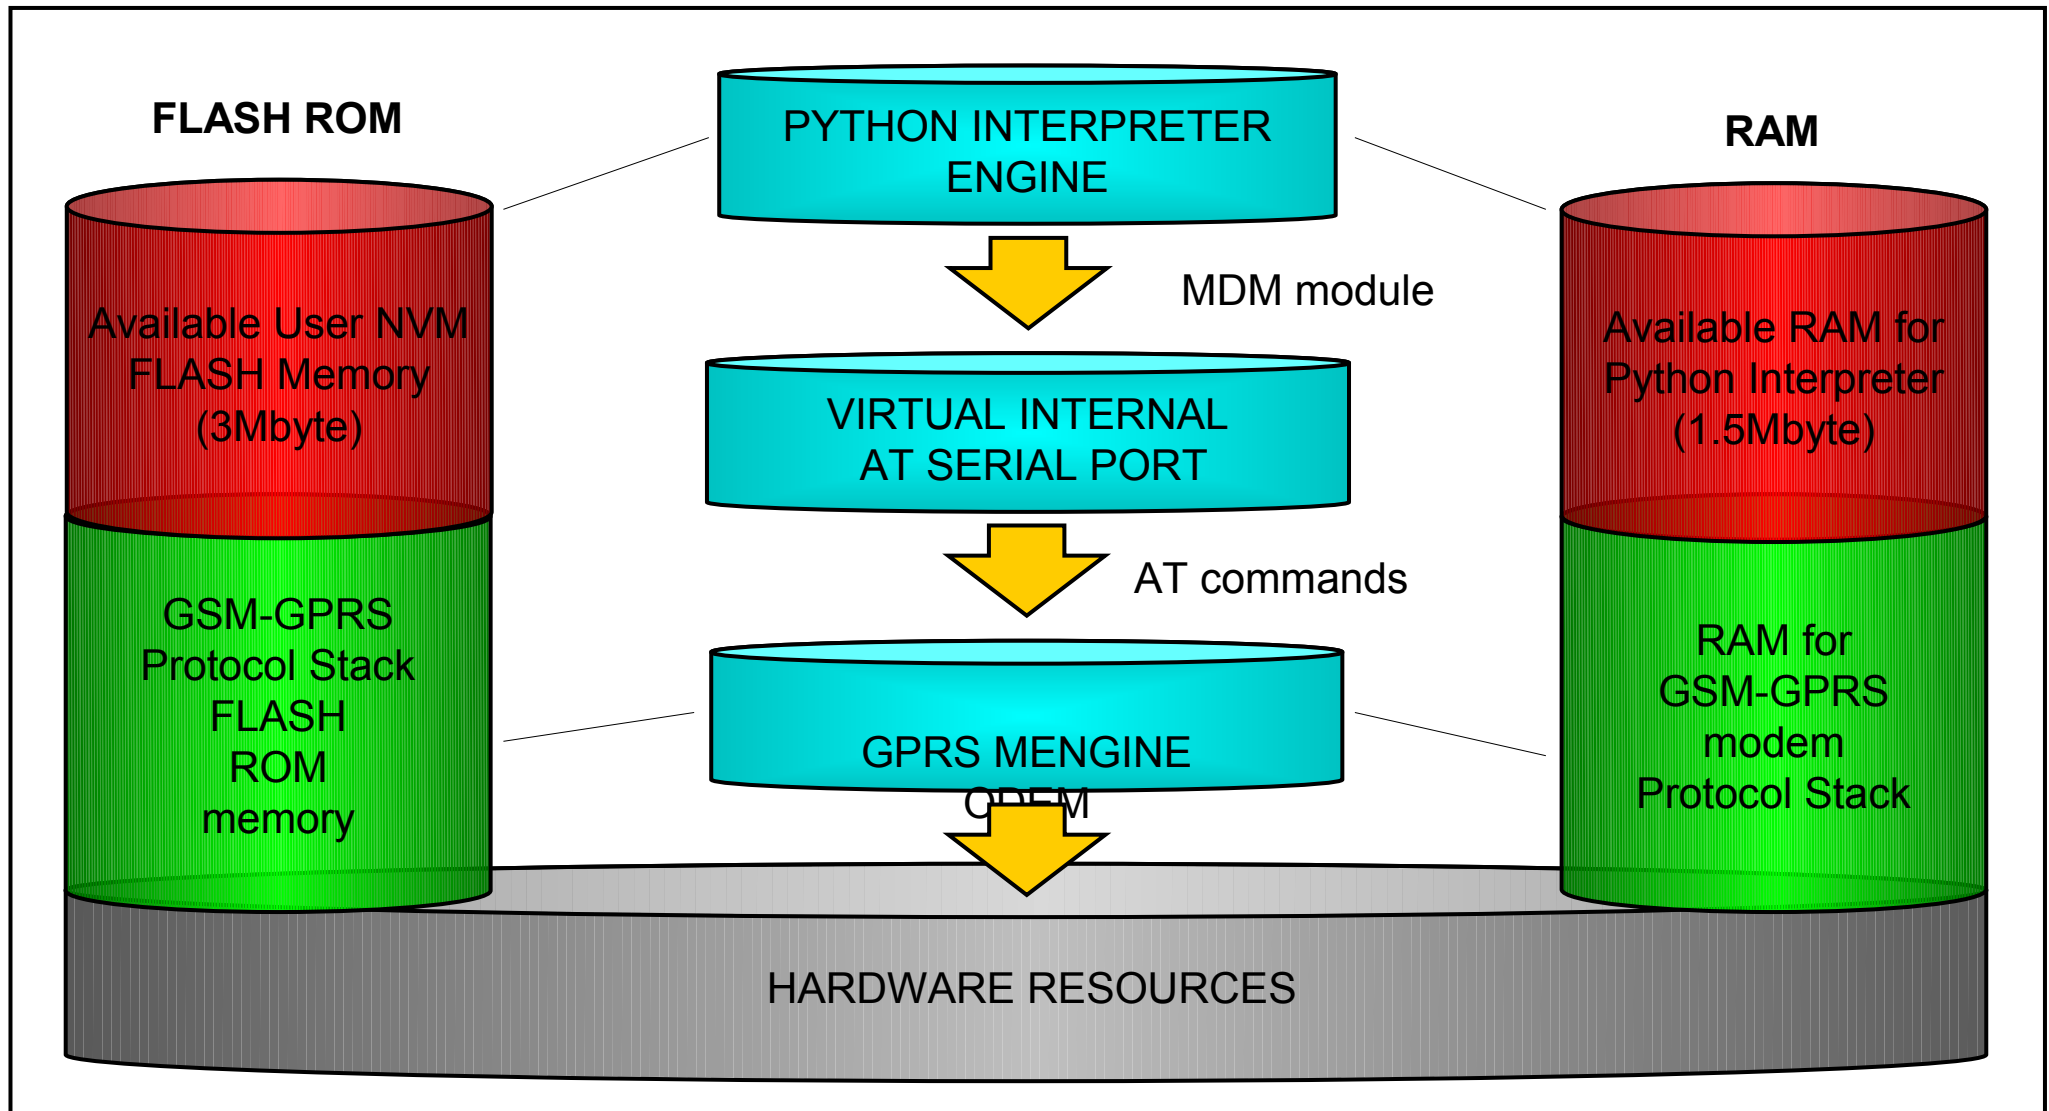 FLASH ROM
Available User NVM
FLASH Memory
(3Mbyte)
GSM-GPRS
Protocol Stack
FLASH
ROM
memory
PYTHON INTERPRETER
ENGINE
MDM module
VIRTUAL INTERNAL
AT SERIAL PORT
AT commands
GPRS MENGINE
ODEM
HARDWARE RESOURCES
RAM
Available RAM for
Python Interpreter
(1.5Mbyte)
RAM for
GSM-GPRS
modem
Protocol Stack